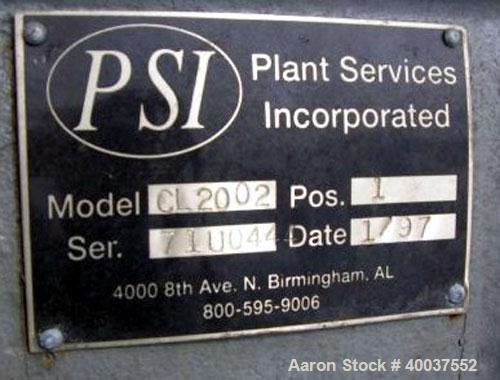 PSI Plant Services
Incorporated
Model CL2002 Pos. 1
Ser. 71U0444 Date 1/97
4000 8th Ave. N. Birmingham, AL
800-595-9006
Aaron Stock # 40037552